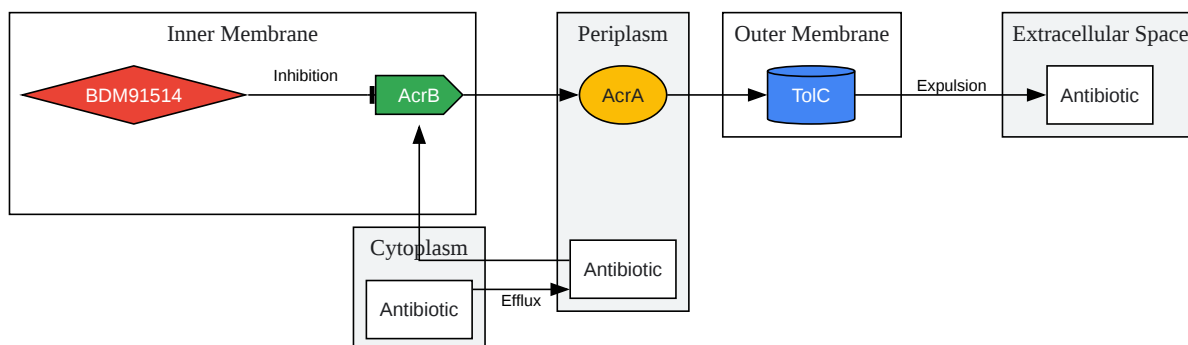 Inner Membrane
Periplasm
Outer Membrane
Extracellular Space
BDM91514
Inhibition
AcrB
AcrA
TolC
Expulsion
Antibiotic
Cytoplasm
Antibiotic
Efflux
Antibiotic